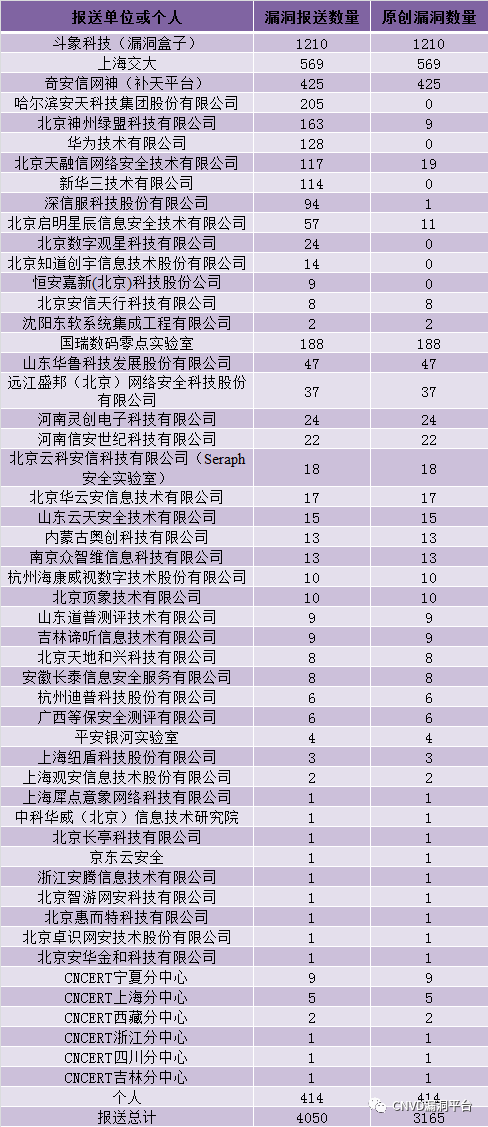 报送单位或个人 漏洞报送数量 原创漏洞数量
斗象科技（漏洞盒子） 1210 1210
上海交大 569 569
奇安信网神（补天平台） 425 425
哈尔滨安天科技集团股份有限公司 205 0
北京神州绿盟科技有限公司 163 9
华为技术有限公司 128 0
北京天融信网络安全技术有限公司 117 19
新华三技术有限公司 114 0
深信服科技股份有限公司 94 1
北京启明星辰信息安全技术有限公司 57 11
北京数字观星科技有限公司 24 0
北京知道创宇信息技术股份有限公司 14 0
恒安嘉新(北京)科技股份公司 9 0
北京安信天行科技有限公司 8 8
沈阳东软系统集成工程有限公司 2 2
国瑞数码零点实验室 188 188
山东华鲁科技发展股份有限公司 47 47
远江盛邦（北京）网络安全科技股份
有限公司 37 37
河南灵创电子科技有限公司 24 24
河南信安世纪科技有限公司 22 22
北京云科安信科技有限公司（Seraph
安全实验室） 18 18
北京华云安信息技术有限公司 17 17
山东云天安全技术有限公司 15 15
内蒙古奥创科技有限公司 13 13
南京众智维信息科技有限公司 13 13
杭州海康威视数字技术股份有限公司 10 10
北京顶象技术有限公司 10 10
山东道普测评技术有限公司 9 9
吉林谛听信息技术有限公司 9 9
北京天地和兴科技有限公司 8 8
安徽长泰信息安全服务有限公司 8 8
杭州迪普科技股份有限公司 6 6
广西等保安全测评有限公司 6 6
平安银河实验室 4 4
上海纽盾科技股份有限公司 3 3
上海观安信息技术股份有限公司 2 2
上海犀点意象网络科技有限公司 1 1
中科华威（北京）信息技术研究院 1 1
北京长亭科技有限公司 1 1
京东云安全 1 1
浙江安腾信息技术有限公司 1 1
北京智游网安科技有限公司 1 1
北京惠而特科技有限公司 1 1
北京卓识网安技术股份有限公司 1 1
北京安华金和科技有限公司 1 1
CNCERT宁夏分中心 9 9
CNCERT上海分中心 5 5
CNCERT西藏分中心 2 2
CNCERT浙江分中心 1 1
CNCERT四川分中心 1 1
CNCERT吉林分中心 1 1
个人 414 414
CNVD漏洞平台
报送总计 4050 3165